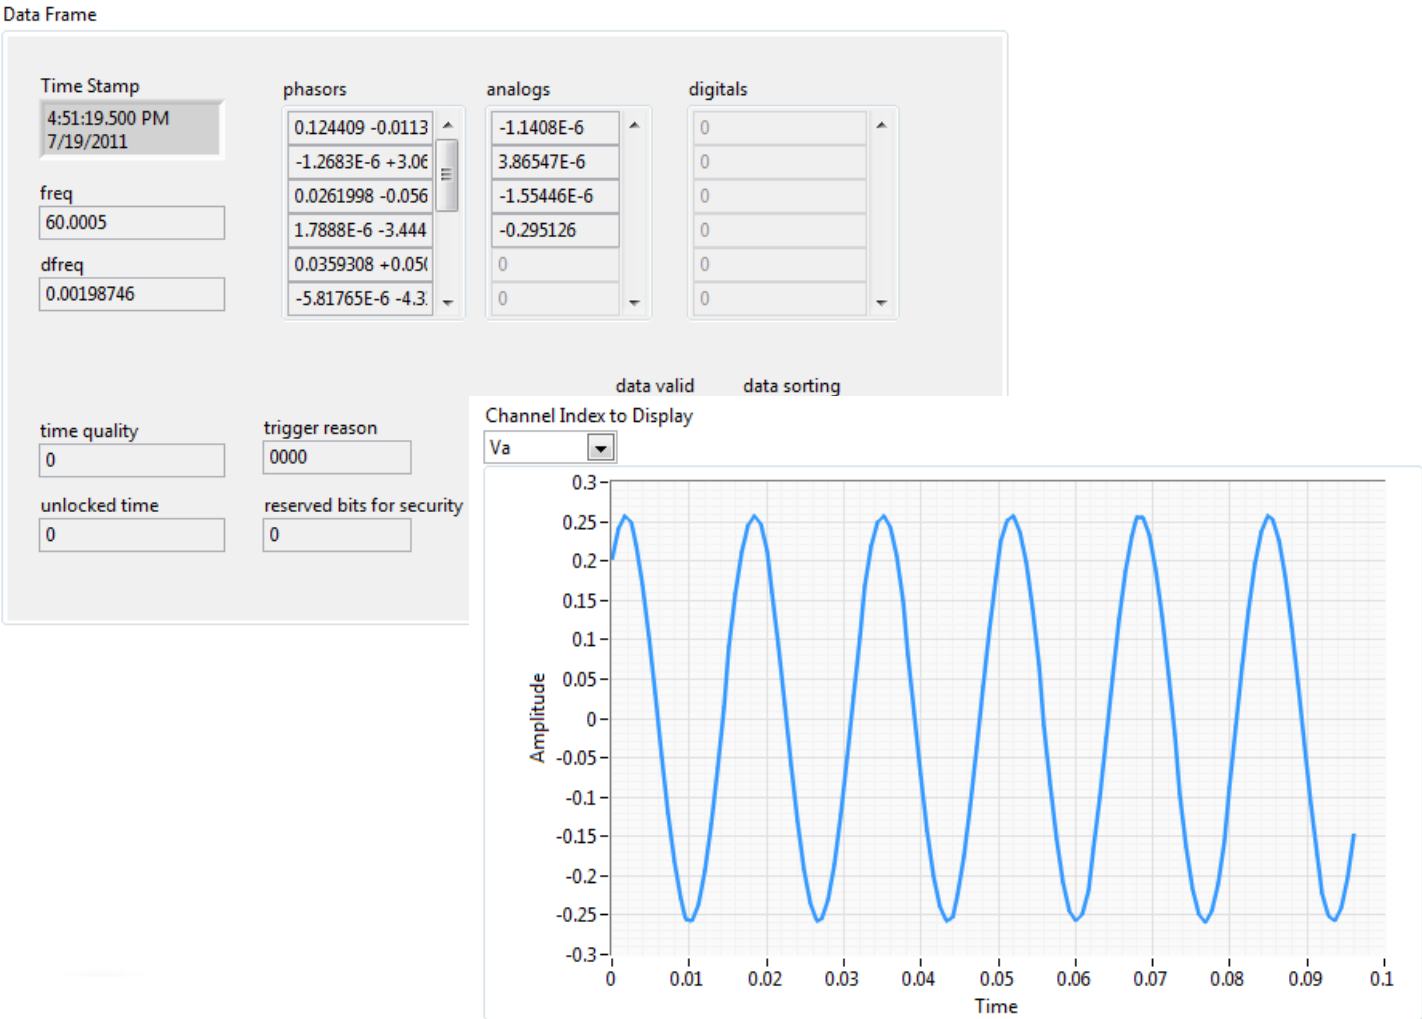 Data Frame
Time Stamp
4:51:19.500 PM
7/19/2011
freq
60.0005
dfreq
0.00198746
phasors
0.124409 -0.0113
-1.2683E-6 +3.06
0.0261998 -0.056
1.7888E-6 -3.444
0.0359308 +0.05
-5.81765E-6 -4.3
analogs
-1.1408E-6
3.86547E-6
-1.55446E-6
-0.295126
0
0
digitals
0
0
0
0
0
0
data valid
data sorting
time quality
0
trigger reason
0000
unlocked time
0
reserved bits for security
0
Channel Index to Display
Va
0.3
0.25
0.2
0.15
0.1
0.05
0
-0.05
-0.1
-0.15
-0.2
-0.25
-0.3
Amplitude
0 0.01 0.02 0.03 0.04 0.05 0.06 0.07 0.08 0.09 0.1
Time